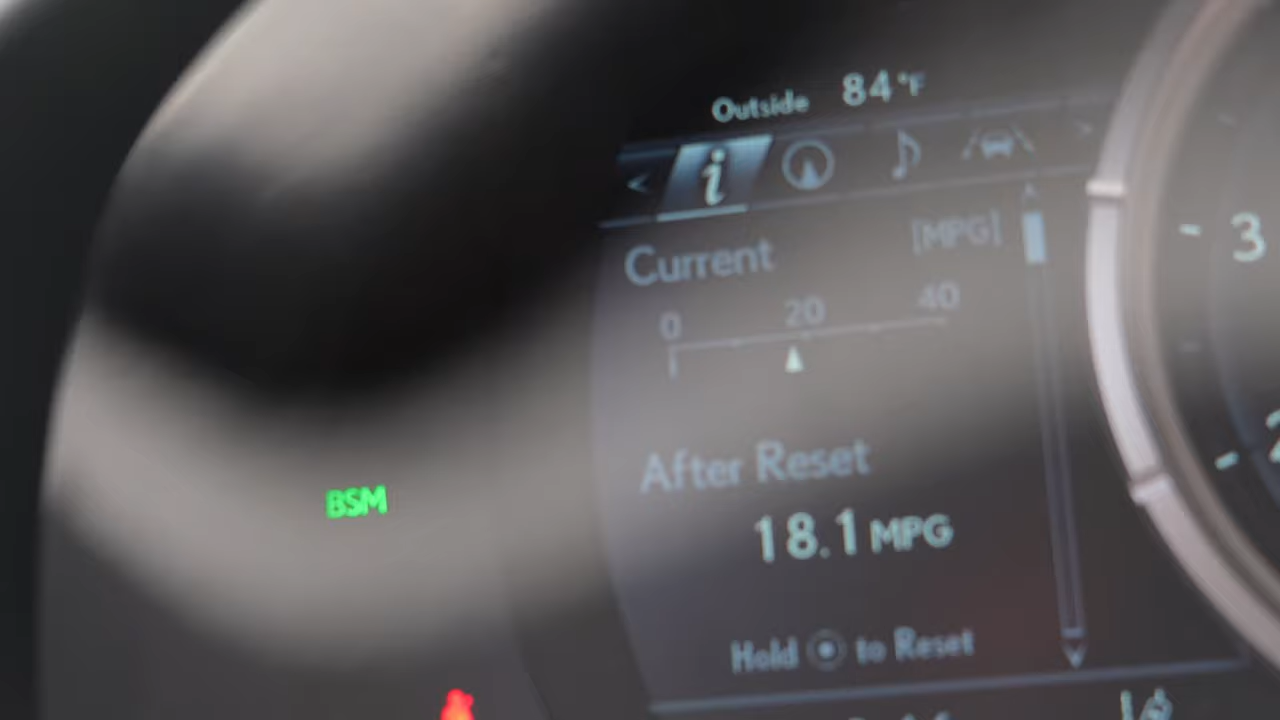 Outside 84°F
< i >
Current [MPG]
0 20 40
After Reset
18.1 MPG
Hold to Reset
BSM
3